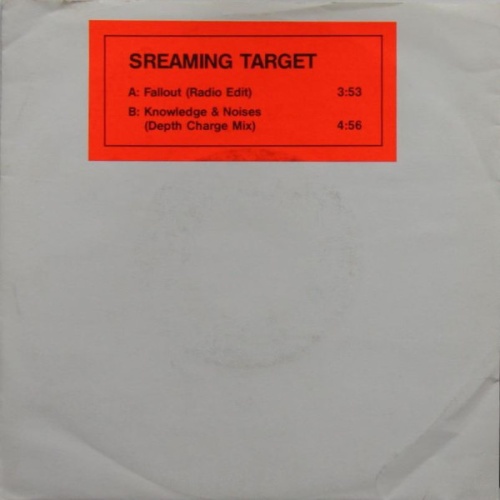 SREAMING TARGET
A: Fallout (Radio Edit) 3:53
B: Knowledge & Noises
(Depth Charge Mix) 4:56